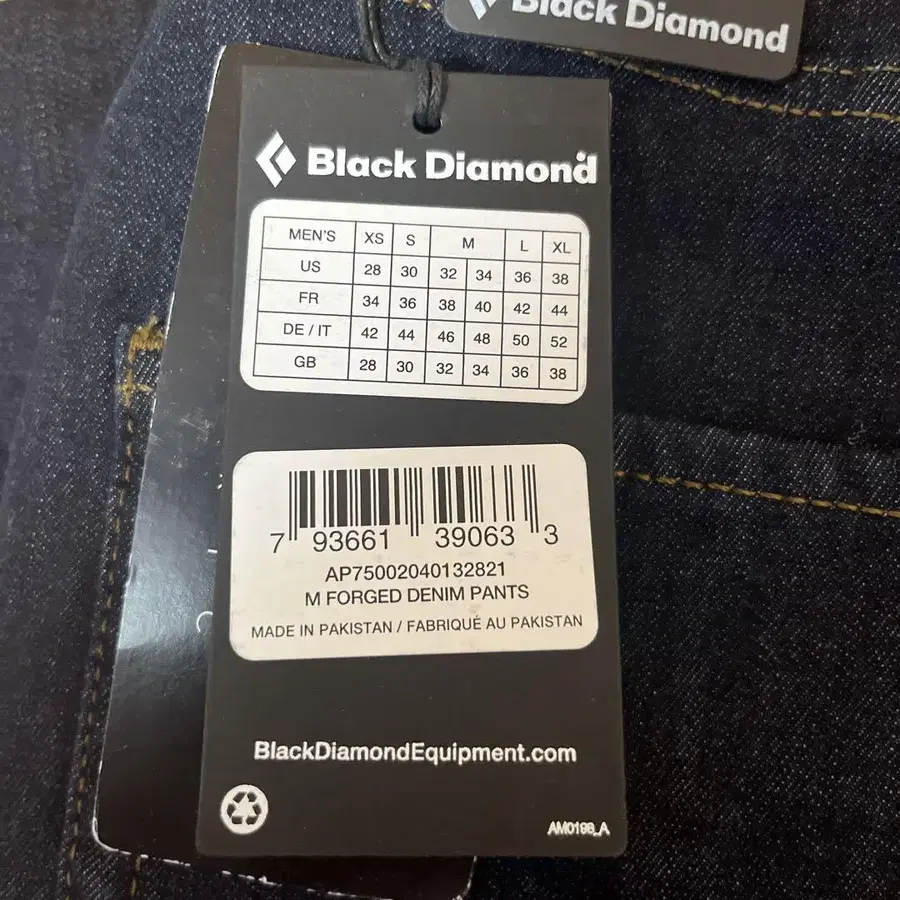 Black Diamond
Black Diamond
MEN'S XS S M L XL
US 28 30 32 34 36 38
FR 34 36 38 40 42 44
DE / IT 42 44 46 48 50 52
GB 28 30 32 34 36 38
7 93661 39063 3
AP75002040132821
M FORGED DENIM PANTS
MADE IN PAKISTAN / FABRIQUÉ AU PAKISTAN
BlackDiamondEquipment.com
AM0198_A